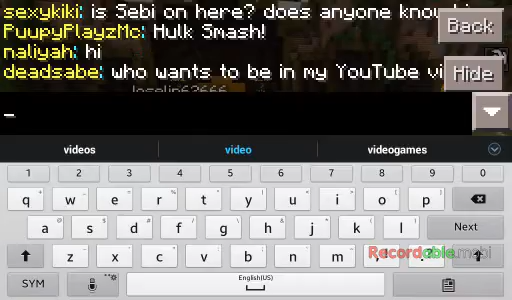 sexykiki: is Sebi on here? does anyone know
PuupyPlayzMc: Hulk Smash!
Back
naliyah: hi
deadsabe: who wants to be in my YouTube vi
Hide
videos video videogames
1 2 3 4 5 6 7 8 9 0
q w e r t y u i o p
a s d f g h j k l Next
z x c v b n m , ! . ?
Recordable.mobi
SYM English(US)